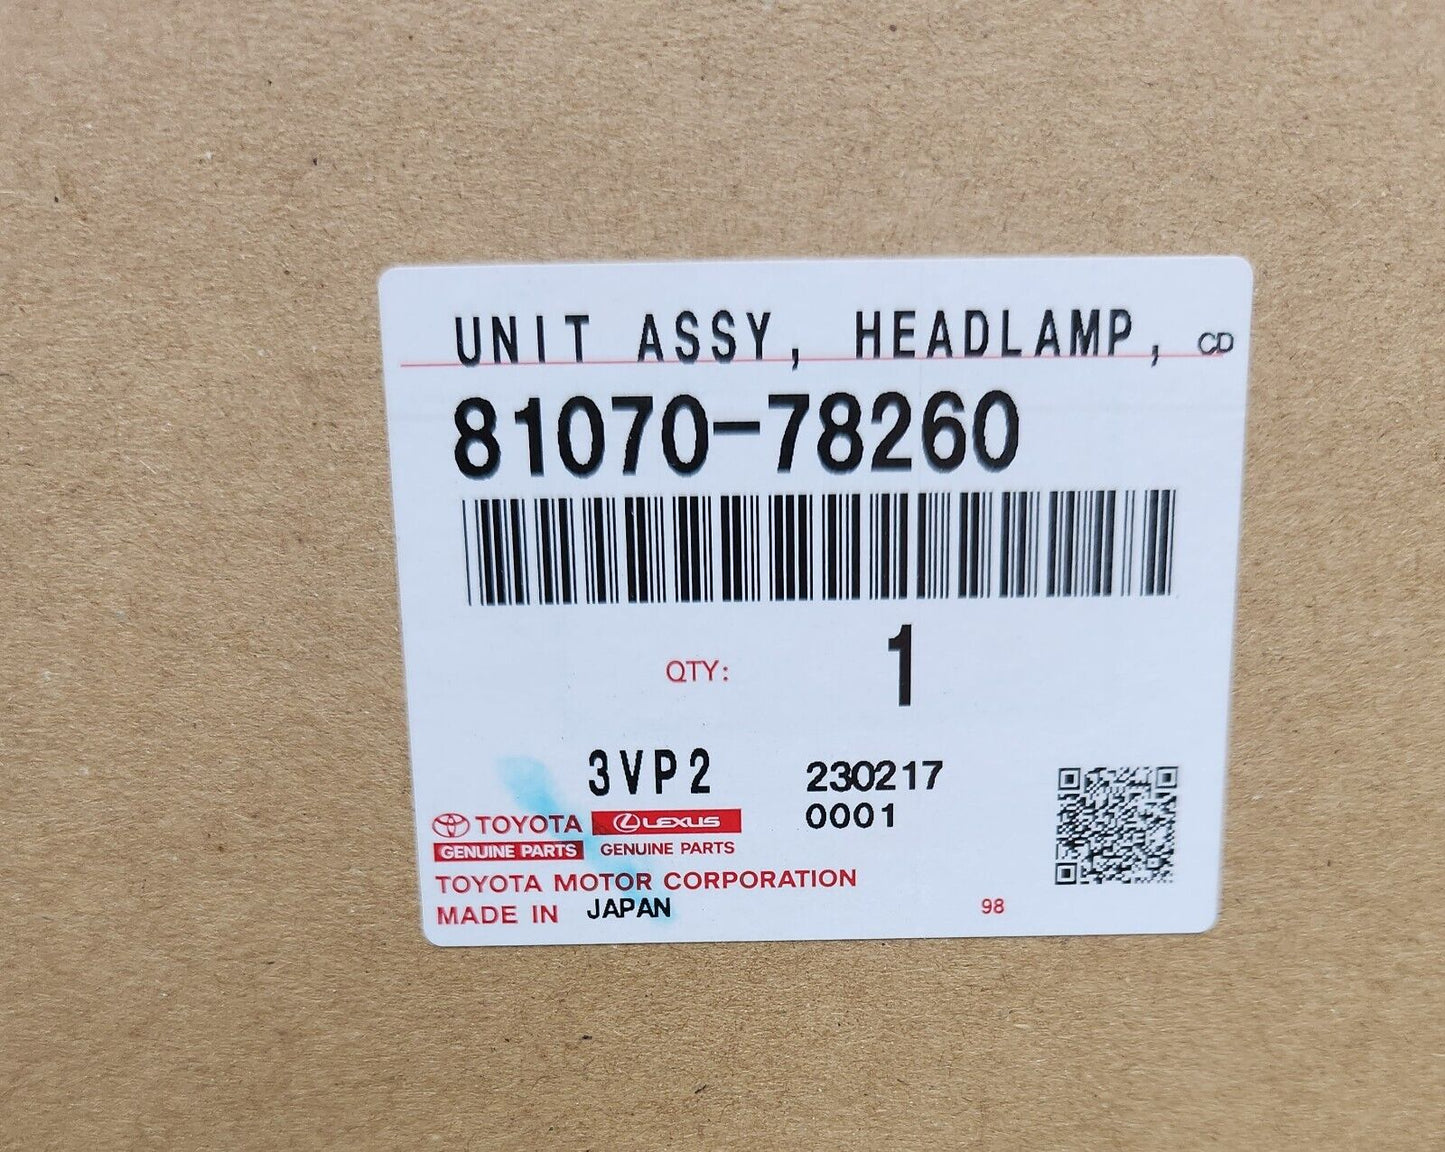 UNIT ASSY, HEADLAMP, CD
81070-78260
QTY: 1
3VP2 230217
0001
TOYOTA LEXUS
GENUINE PARTS GENUINE PARTS
TOYOTA MOTOR CORPORATION
MADE IN JAPAN 98